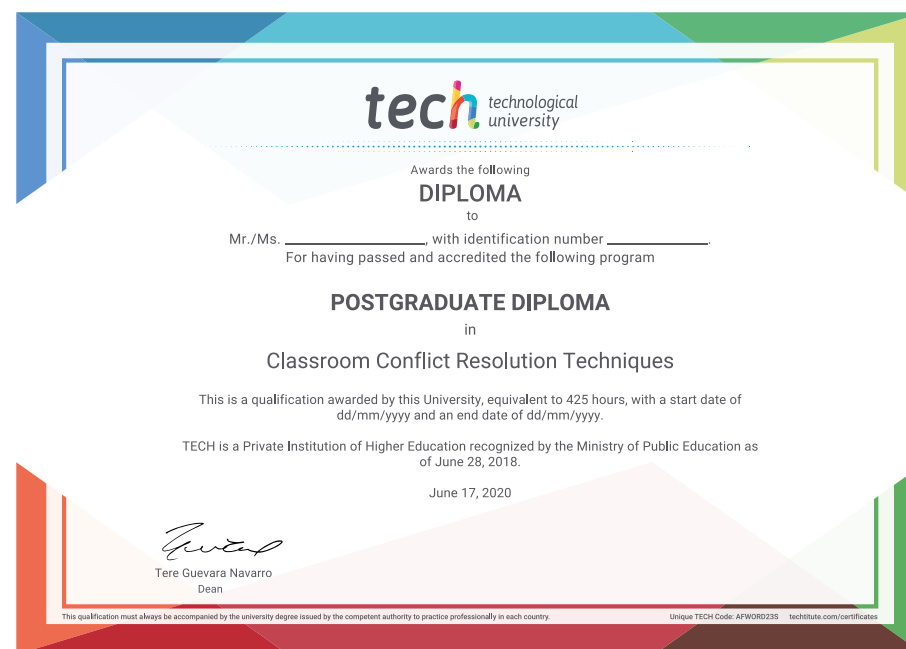 tech technological
university
Awards the following
DIPLOMA
to
Mr./Ms. ____________________, with identification number ______________.
For having passed and accredited the following program
POSTGRADUATE DIPLOMA
in
Classroom Conflict Resolution Techniques
This is a qualification awarded by this University, equivalent to 425 hours, with a start date of
dd/mm/yyyy and an end date of dd/mm/yyyy.
TECH is a Private Institution of Higher Education recognized by the Ministry of Public Education as
of June 28, 2018.
June 17, 2020
Tere Guevara Navarro
Dean
This qualification must always be accompanied by the university degree issued by the competent authority to practice professionally in each country. Unique TECH Code: AFWORD23S techtitute.com/certificates